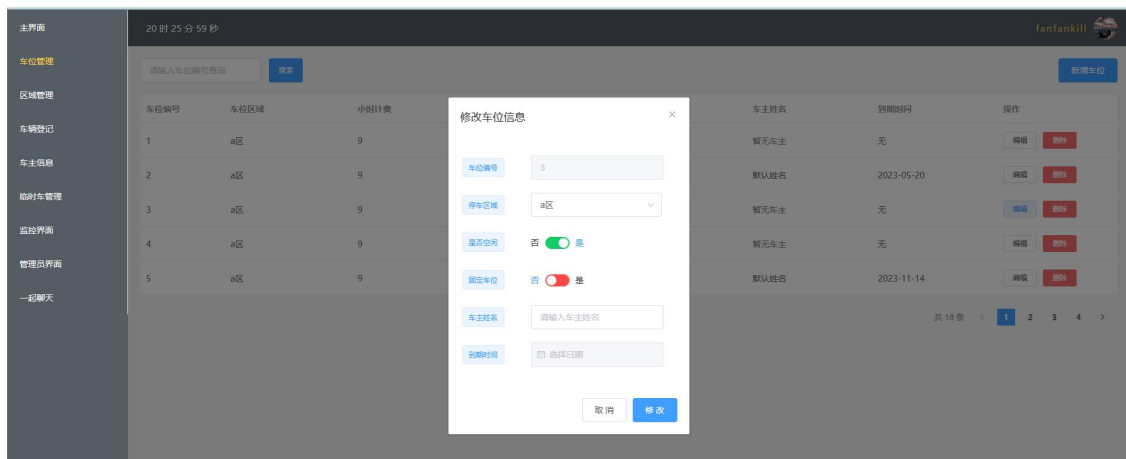 主界面
20 时 25 分 59 秒
fanfankill
车位管理
请输入车位编号查询
搜索
新增车位
区域管理
车位编号 车位区域 小时计费 车主姓名 到期时间 操作
修改车位信息
车辆登记
1 a区 9 暂无车主 无 编辑 删除
车主信息
车位编号 3
2 a区 9 默认姓名 2023-05-20 编辑 删除
临时车管理
停车区域 a区
3 a区 9 暂无车主 无 编辑 删除
监控界面
是否空闲 否 是
4 a区 9 暂无车主 无 编辑 删除
管理员界面
固定车位 否 是
5 a区 9 默认姓名 2023-11-14 编辑 删除
一起聊天
车主姓名 请输入车主姓名
共 18 条 < 1 2 3 4 >
到期时间 选择日期
取消 修改